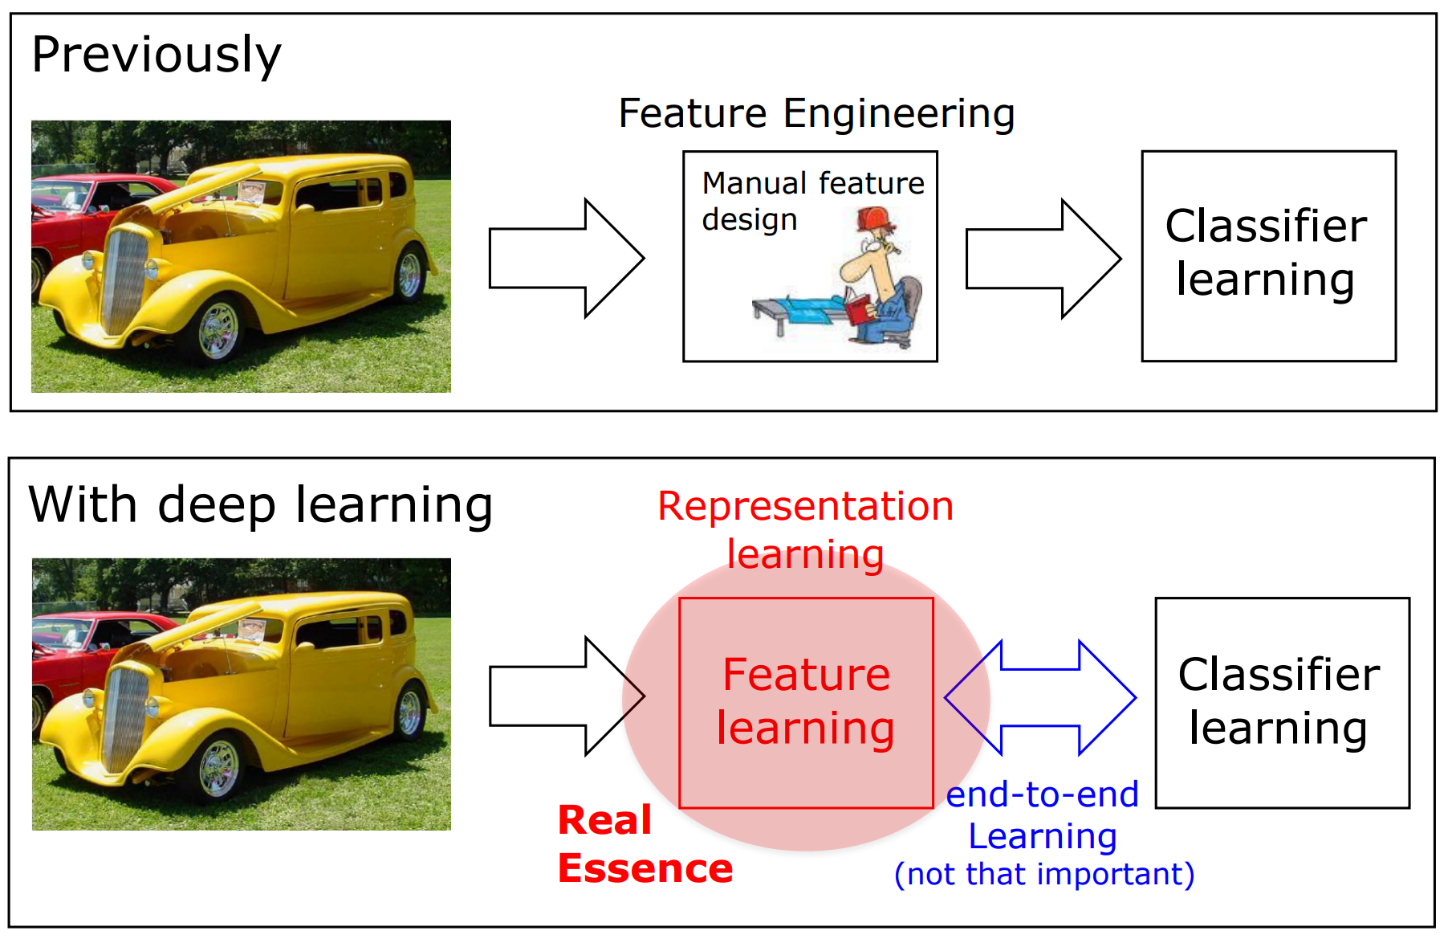 Previously
Feature Engineering
Manual feature
design
Classifier
learning
With deep learning
Representation
learning
Feature
learning
Classifier
learning
Real
Essence
end-to-end
Learning
(not that important)